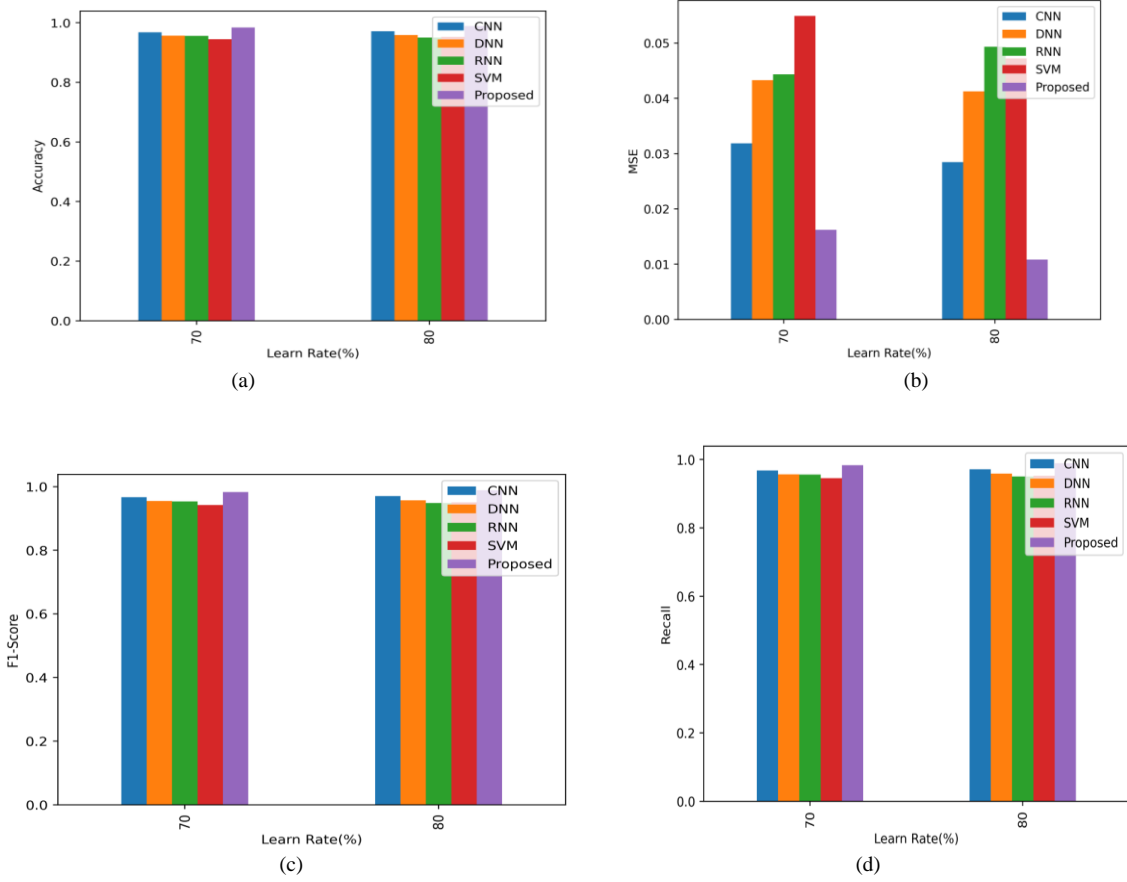 1.0
0.8
0.6
0.4
0.2
0.0
Accuracy
CNN
DNN
RNN
SVM
Proposed
70
80
Learn Rate(%)
(a)
0.05
0.04
0.03
0.02
0.01
0.00
MSE
CNN
DNN
RNN
SVM
Proposed
70
80
Learn Rate(%)
(b)
1.0
0.8
0.6
0.4
0.2
0.0
F1-Score
CNN
DNN
RNN
SVM
Proposed
70
80
Learn Rate(%)
(c)
1.0
0.8
0.6
0.4
0.2
0.0
Recall
CNN
DNN
RNN
SVM
Proposed
70
80
Learn Rate(%)
(d)